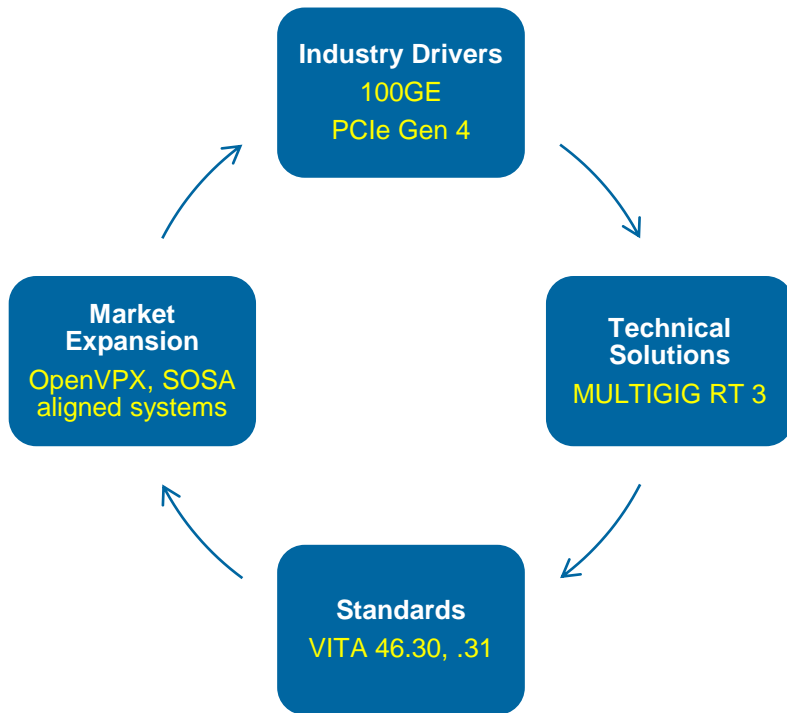 Industry Drivers
100GE
PCIe Gen 4
Technical
Solutions
MULTIGIG RT 3
Standards
VITA 46.30, .31
Market
Expansion
OpenVPX, SOSA
aligned systems